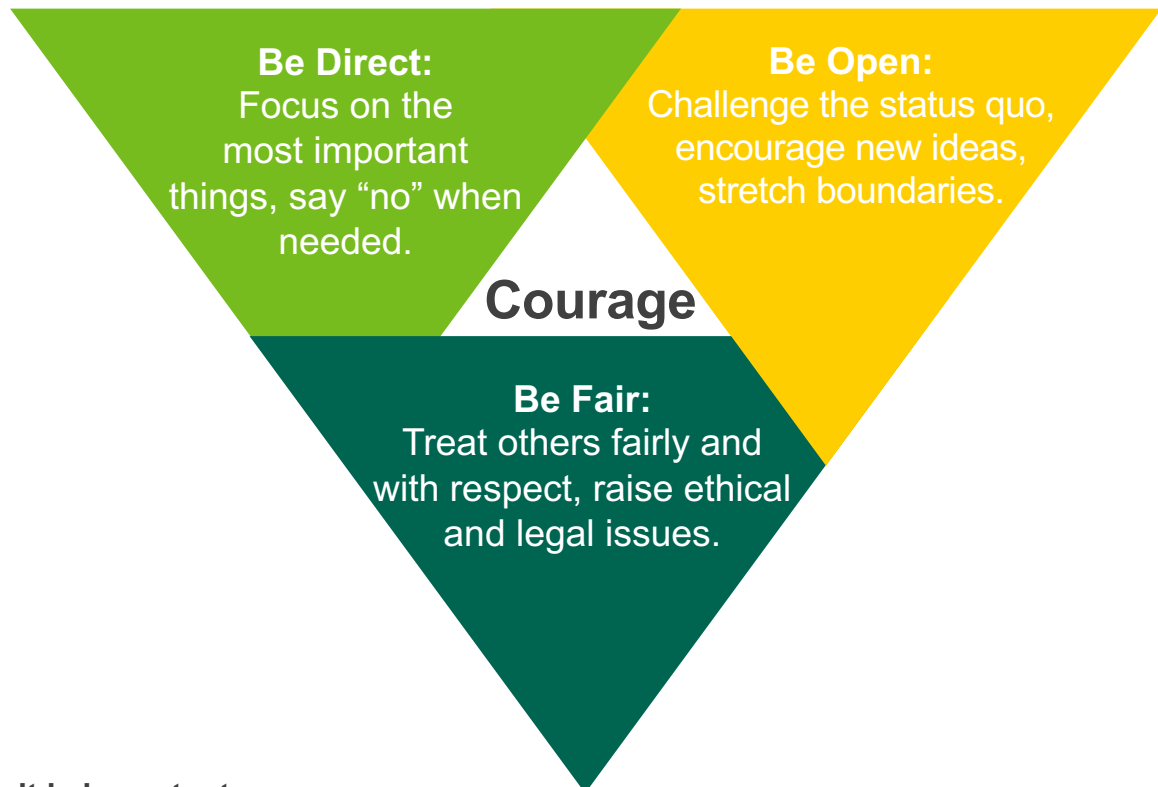 Be Direct:
Focus on the
most important
things, say “no” when
needed.
Be Open:
Challenge the status quo,
encourage new ideas,
stretch boundaries.
Courage
Be Fair:
Treat others fairly and
with respect, raise ethical
and legal issues.